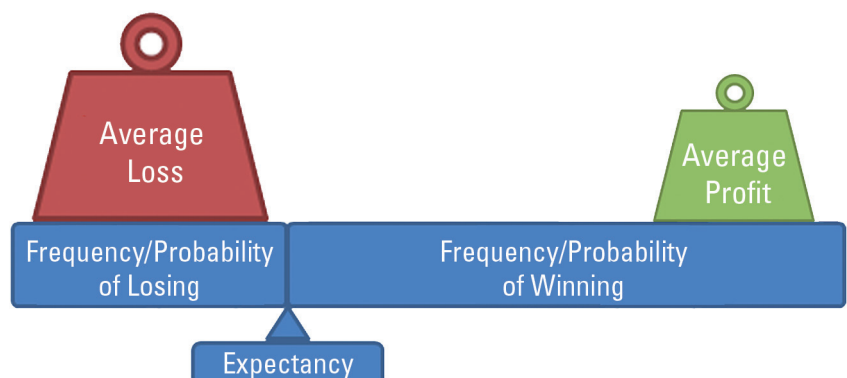 Average
Loss
Average
Profit
Frequency/Probability
of Losing
Frequency/Probability
of Winning
Expectancy